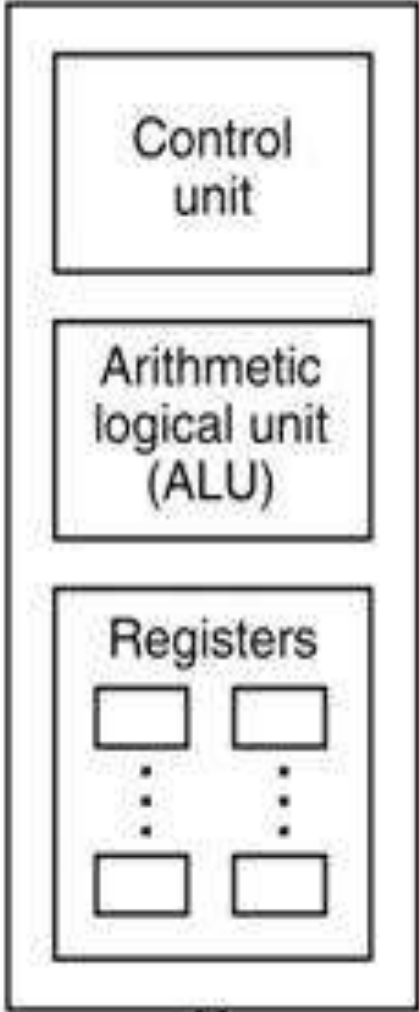 Control
unit
Arithmetic
logical unit
(ALU)
Registers